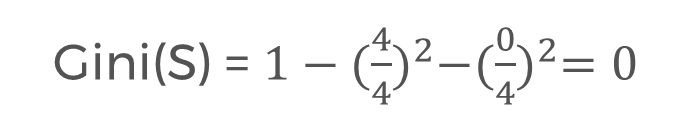 Gini(S) = 1 − (4/4)² − (0/4)² = 0